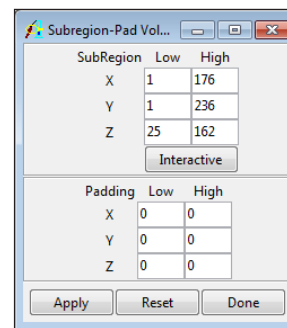 Subregion-Pad Vol...
SubRegion Low High
X 1 176
Y 1 236
Z 25 162
Interactive
Padding Low High
X 0 0
Y 0 0
Z 0 0
Apply Reset Done